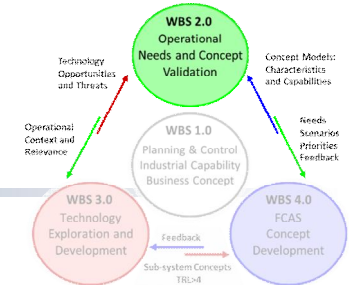 WBS 2.0
Operational
Needs and Concept
Validation
Technology
Opportunities
and Threats
Concept Models:
Characteristics
and Capabilities
Operational
Context and
Relevance
WBS 1.0
Planning & Control
Industrial Capability
Business Concept
Needs
Scenarios
Priorities
Feedback
WBS 3.0
Technology
Exploration and
Development
Feedback
Sub-system Concepts
TRL>4
WBS 4.0
FCAS
Concept
Development